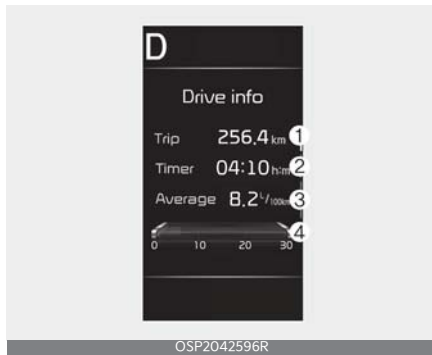 D
Drive info
Trip 256.4 km ①
Timer 04:10 h:m ②
Average 8.2 L/100km ③
④
0 10 20 30
OSP2042596R